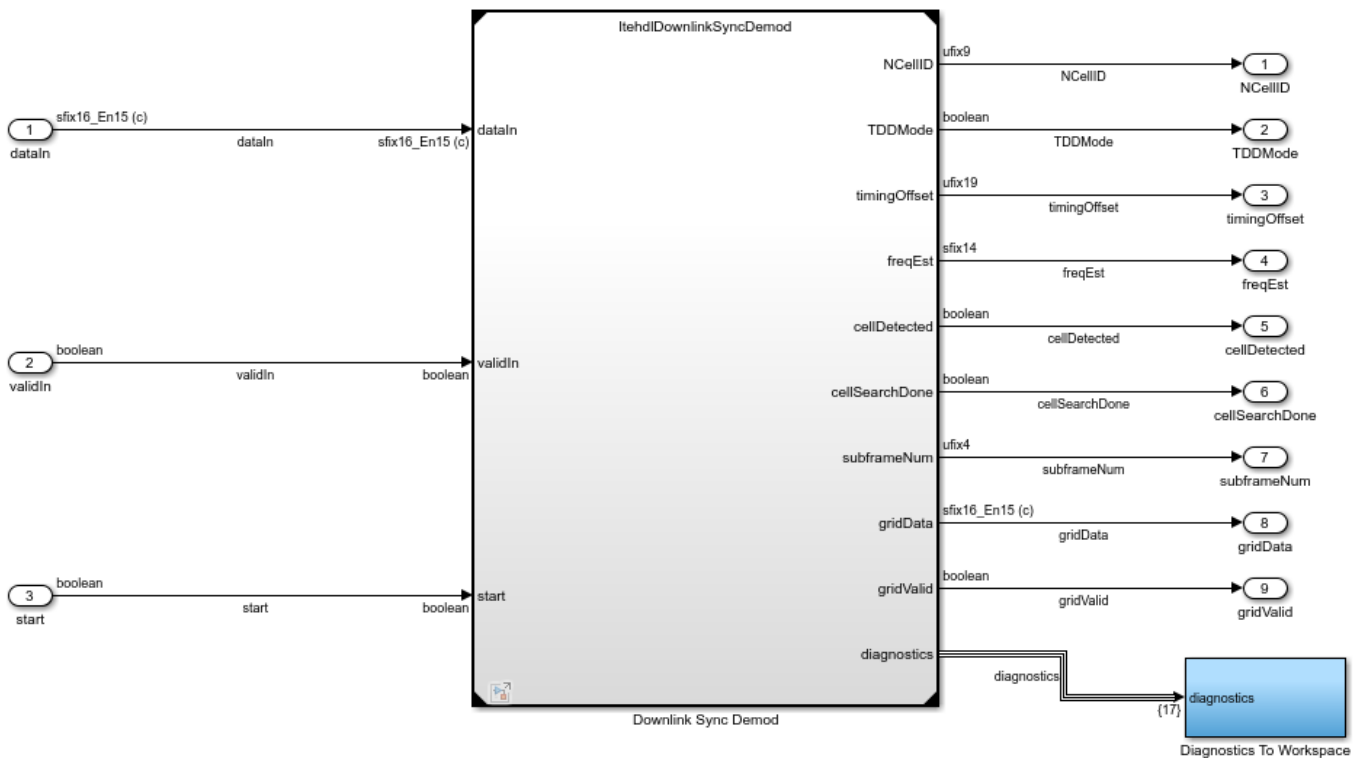 ltehdlDownlinkSyncDemod
NCellID
ufix9
NCellID
1
NCellID
sfix16_En15 (c)
1
dataIn
dataIn
sfix16_En15 (c)
dataIn
TDDMode
boolean
TDDMode
2
TDDMode
timingOffset
ufix19
timingOffset
3
timingOffset
freqEst
sfix14
freqEst
4
freqEst
cellDetected
boolean
cellDetected
5
cellDetected
boolean
2
validIn
validIn
boolean
validIn
cellSearchDone
boolean
cellSearchDone
6
cellSearchDone
subframeNum
ufix4
subframeNum
7
subframeNum
gridData
sfix16_En15 (c)
gridData
8
gridData
boolean
3
start
start
boolean
start
gridValid
boolean
gridValid
9
gridValid
diagnostics
diagnostics
{17}
diagnostics
Diagnostics To Workspace
Downlink Sync Demod